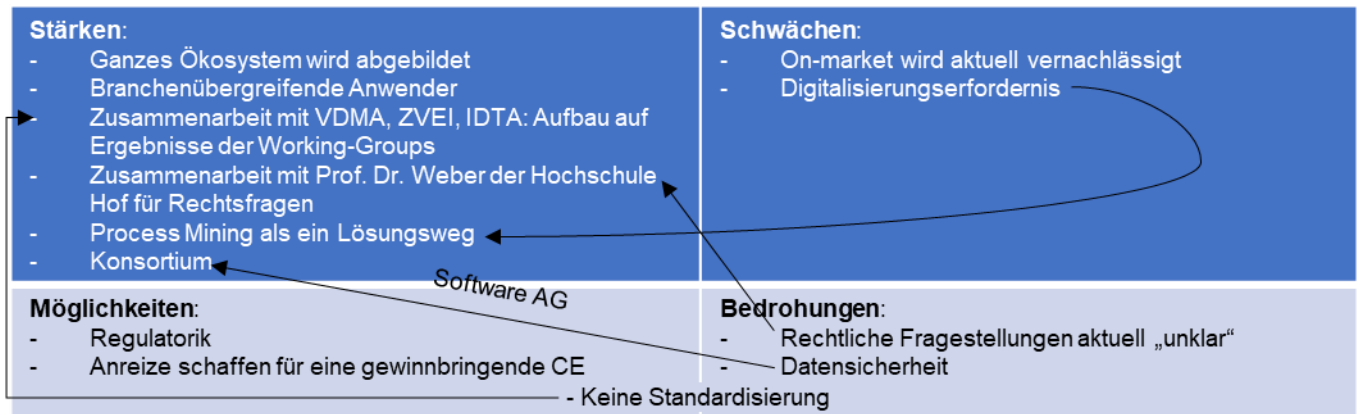 Stärken:
- Ganzes Ökosystem wird abgebildet
- Branchenübergreifende Anwender
- Zusammenarbeit mit VDMA, ZVEI, IDTA: Aufbau auf
Ergebnisse der Working-Groups
- Zusammenarbeit mit Prof. Dr. Weber der Hochschule
Hof für Rechtsfragen
- Process Mining als ein Lösungsweg
- Konsortium
Schwächen:
- On-market wird aktuell vernachlässigt
- Digitalisierungserfordernis
Software AG
Möglichkeiten:
- Regulatorik
- Anreize schaffen für eine gewinnbringende CE
Bedrohungen:
- Rechtliche Fragestellungen aktuell „unklar“
- Datensicherheit
- Keine Standardisierung